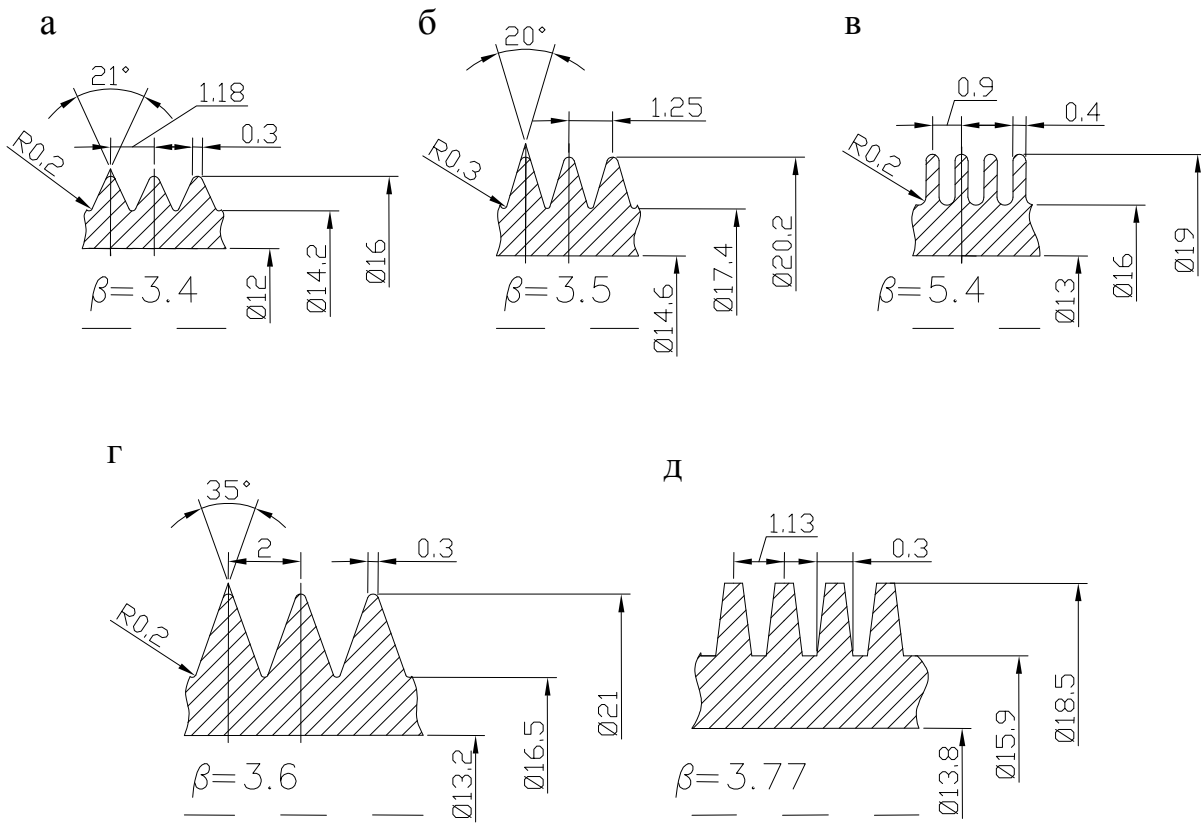 а
21°
1,18
0,3
R0,2
Ø12
Ø14,2
Ø16
β=3.4
б
20°
1,25
R0,3
Ø14,6
Ø17,4
Ø20,2
β=3.5
в
0,9
0,4
R0,2
Ø13
Ø16
Ø19
β=5.4
г
35°
2
0,3
R0,2
Ø13,2
Ø16,5
Ø21
β=3.6
д
1,13
0,3
Ø13,8
Ø15,9
Ø18,5
β=3.77